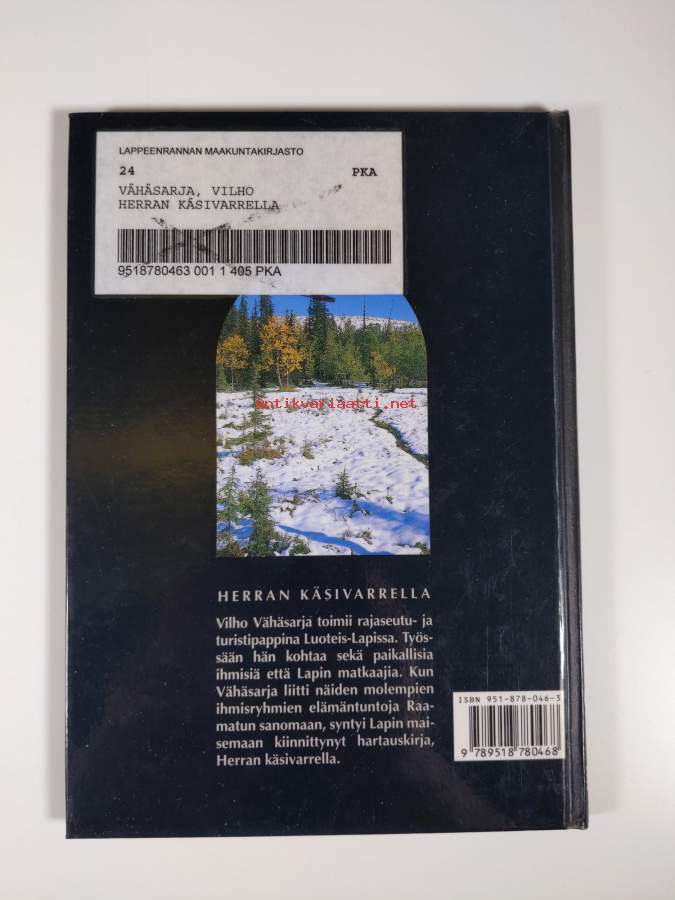 LAPPEENRANNAN MAAKUNTAKIRJASTO
24 PKA
VÄHÄSARJA, VILHO
HERRAN KÄSIVARRELLA
9518780463 001 1 405 PKA
antikvariaatti.net
HERRAN KÄSIVARRELLA
Vilho Vähäsarja toimii rajaseutu- ja
turistipappina Luoteis-Lapissa. Työs-
sään hän kohtaa sekä paikallisia
ihmisiä että Lapin matkaajia. Kun
Vähäsarja liitti näiden molempien
ihmisryhmien elämäntuntoja Raa-
matun sanomaan, syntyi Lapin mai-
semaan kiinnittynyt hartauskirja,
Herran käsivarrella.
ISBN 951-878-046-3
9 789518 780468